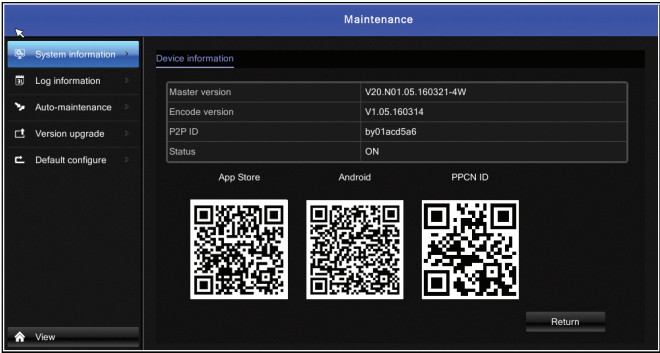 Maintenance
System information
Log information
Auto-maintenance
Version upgrade
Default configure
View
Device information
Master version V20.N01.05.160321-4W
Encode version V1.05.160314
P2P ID by01acd5a6
Status ON
App Store Android PPCN ID
Return